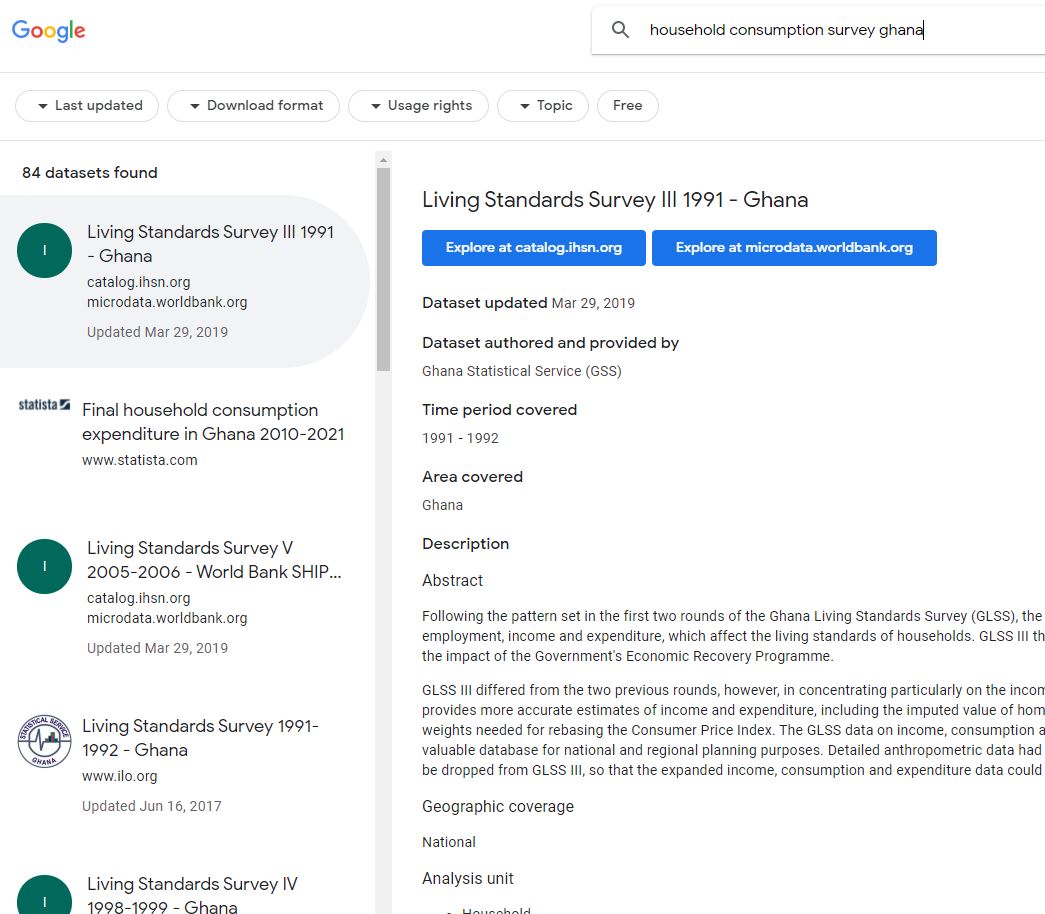 Google
household consumption survey ghana
Last updated
Download format
Usage rights
Topic
Free
84 datasets found
I
Living Standards Survey III 1991
- Ghana
catalog.ihsn.org
microdata.worldbank.org
Updated Mar 29, 2019
statista
Final household consumption
expenditure in Ghana 2010-2021
www.statista.com
I
Living Standards Survey V
2005-2006 - World Bank SHIP...
catalog.ihsn.org
microdata.worldbank.org
Updated Mar 29, 2019
STATISTICAL SERVICE
GHANA
Living Standards Survey 1991-
1992 - Ghana
www.ilo.org
Updated Jun 16, 2017
I
Living Standards Survey IV
1998-1999 - Ghana
Living Standards Survey III 1991 - Ghana
Explore at catalog.ihsn.org
Explore at microdata.worldbank.org
Dataset updated Mar 29, 2019
Dataset authored and provided by
Ghana Statistical Service (GSS)
Time period covered
1991 - 1992
Area covered
Ghana
Description
Abstract
Following the pattern set in the first two rounds of the Ghana Living Standards Survey (GLSS), the
employment, income and expenditure, which affect the living standards of households. GLSS III th
the impact of the Government's Economic Recovery Programme.
GLSS III differed from the two previous rounds, however, in concentrating particularly on the incom
provides more accurate estimates of income and expenditure, including the imputed value of hom
weights needed for rebasing the Consumer Price Index. The GLSS data on income, consumption a
valuable database for national and regional planning purposes. Detailed anthropometric data had
be dropped from GLSS III, so that the expanded income, consumption and expenditure data could
Geographic coverage
National
Analysis unit
Household